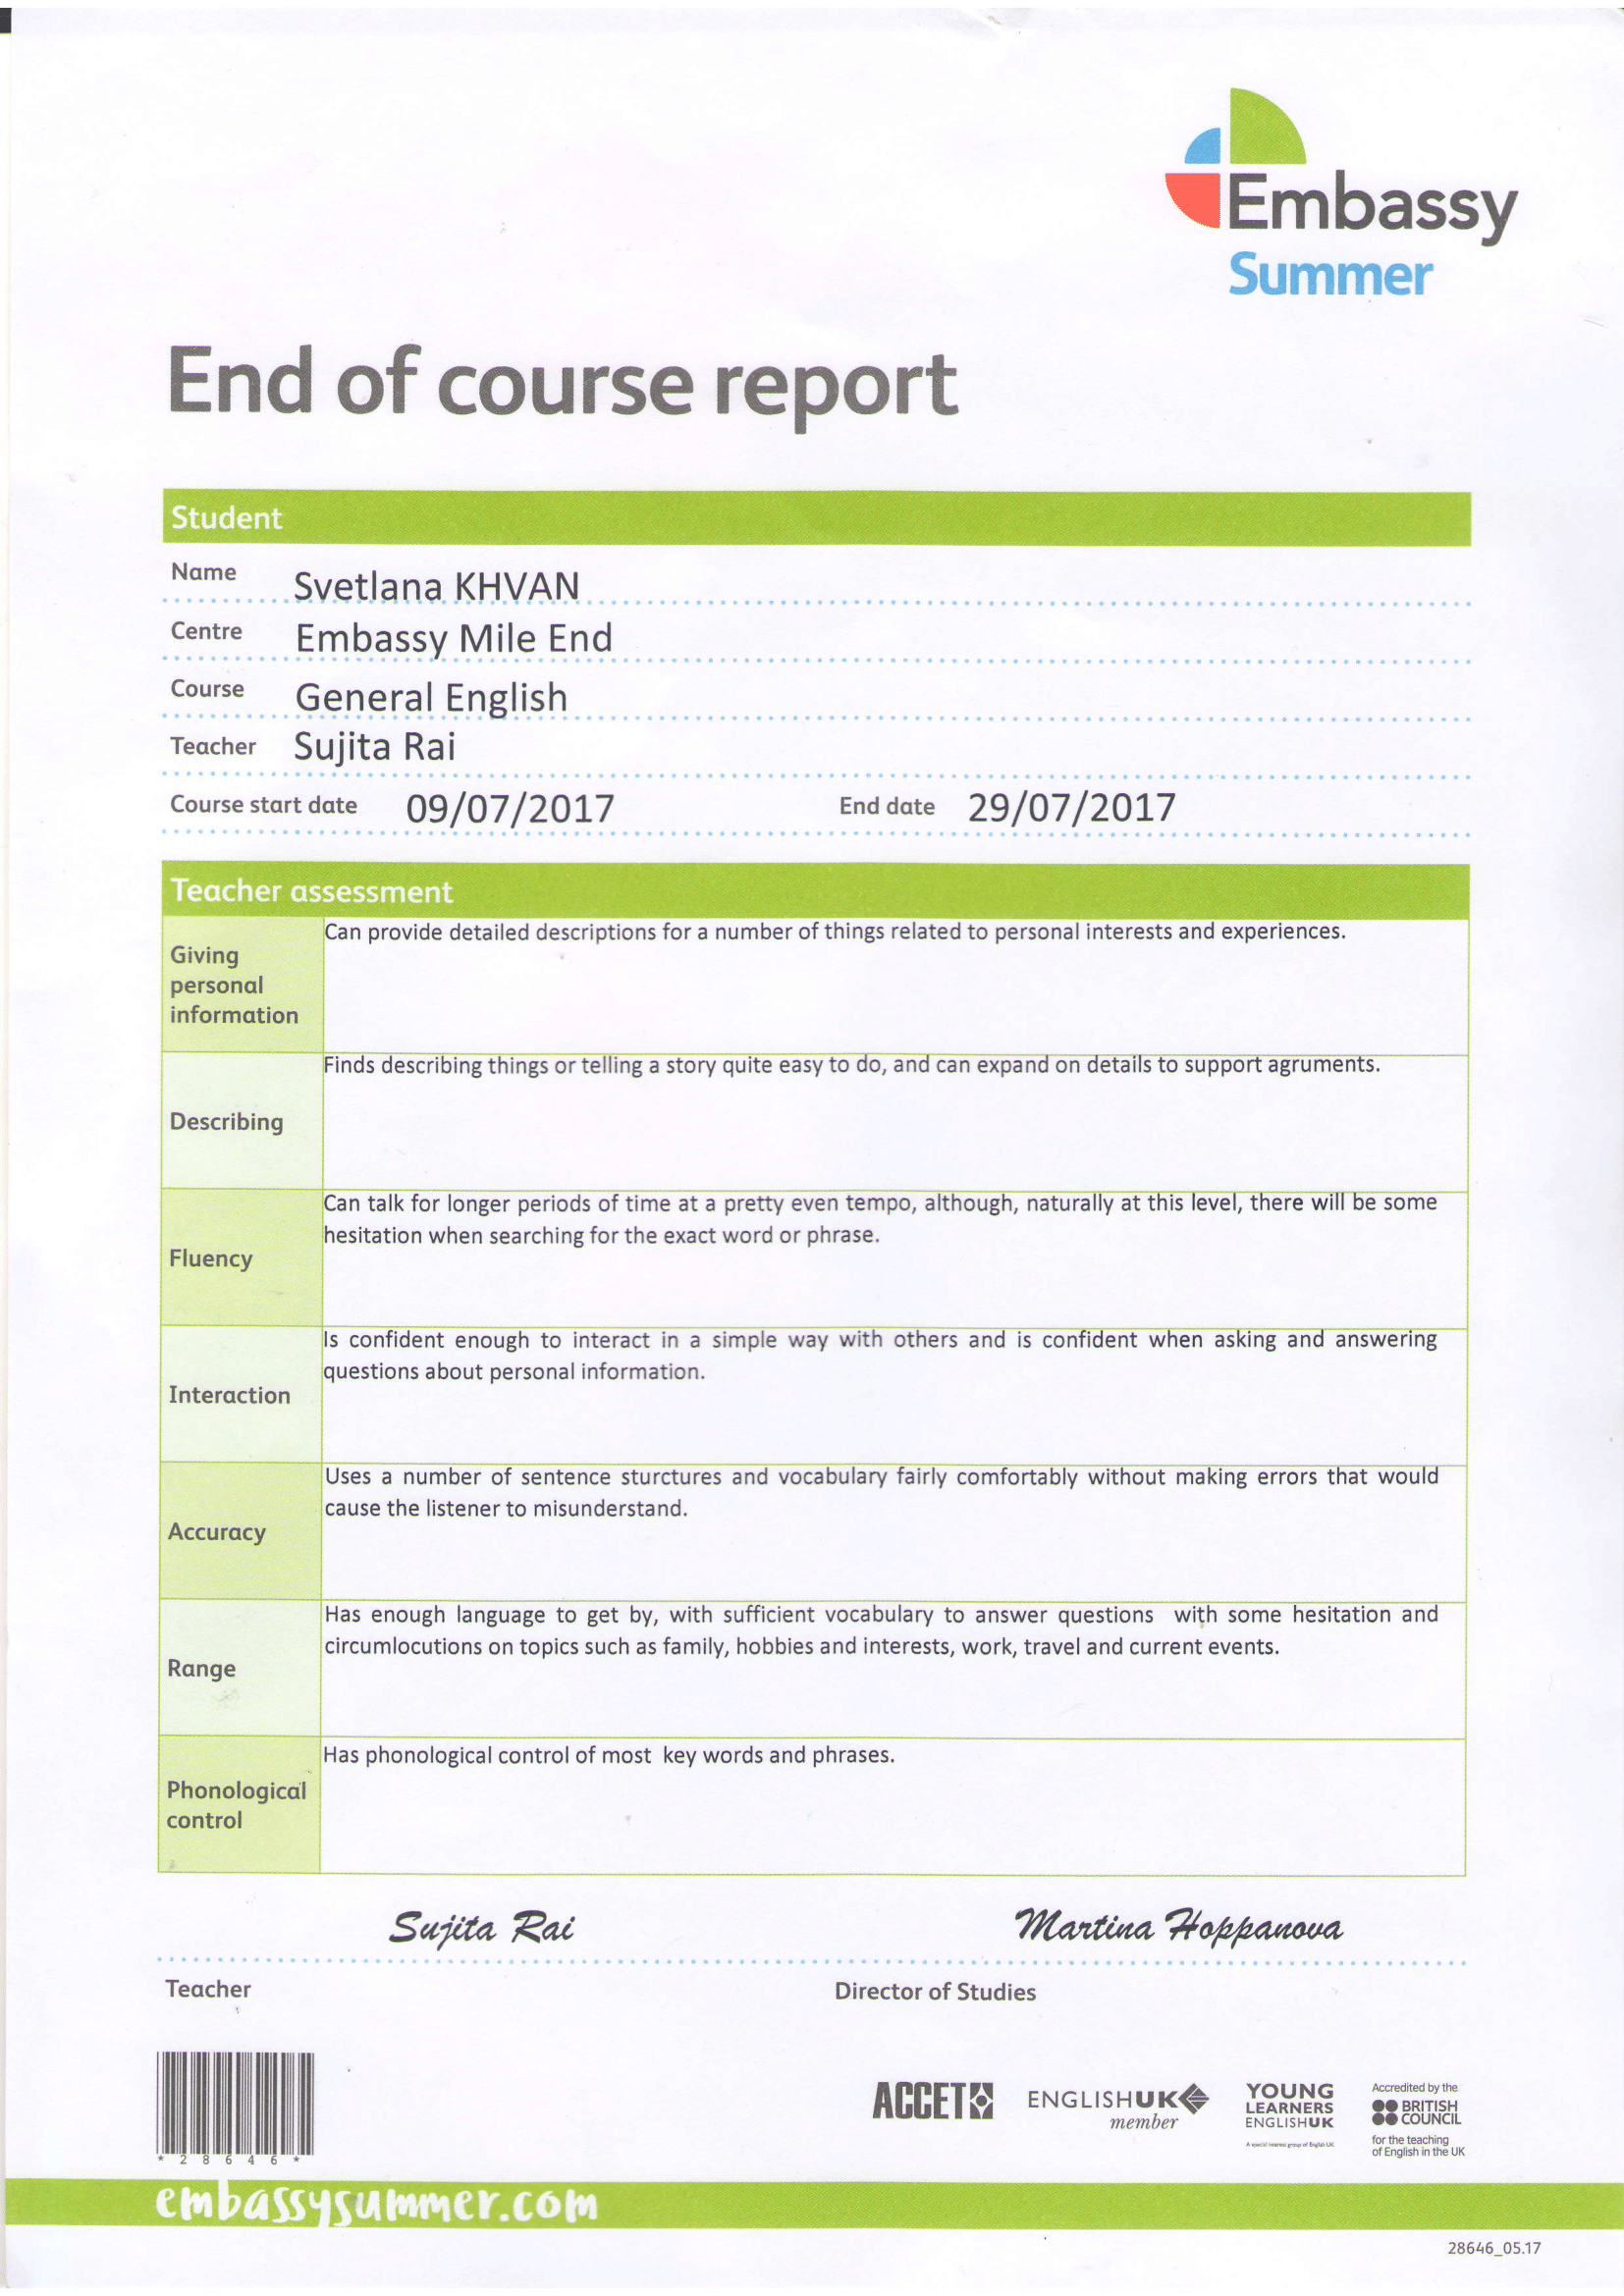 Embassy
Summer
End of course report
Student
Name Svetlana KHVAN
Centre Embassy Mile End
Course General English
Teacher Sujita Rai
Course start date 09/07/2017 End date 29/07/2017
Teacher assessment
Giving personal information
Can provide detailed descriptions for a number of things related to personal interests and experiences.
Describing
Finds describing things or telling a story quite easy to do, and can expand on details to support agruments.
Fluency
Can talk for longer periods of time at a pretty even tempo, although, naturally at this level, there will be some
hesitation when searching for the exact word or phrase.
Interaction
Is confident enough to interact in a simple way with others and is confident when asking and answering
questions about personal information.
Accuracy
Uses a number of sentence sturctures and vocabulary fairly comfortably without making errors that would
cause the listener to misunderstand.
Range
Has enough language to get by, with sufficient vocabulary to answer questions with some hesitation and
circumlocutions on topics such as family, hobbies and interests, work, travel and current events.
Phonological control
Has phonological control of most key words and phrases.
Sujita Rai Martina Hoppanova
Teacher Director of Studies
*28646*
ACCET
ENGLISHUK
member
YOUNG
LEARNERS
ENGLISHUK
A special interest group of English UK
Accredited by the
BRITISH
COUNCIL
for the teaching
of English in the UK
embassysummer.com
28646_05.17